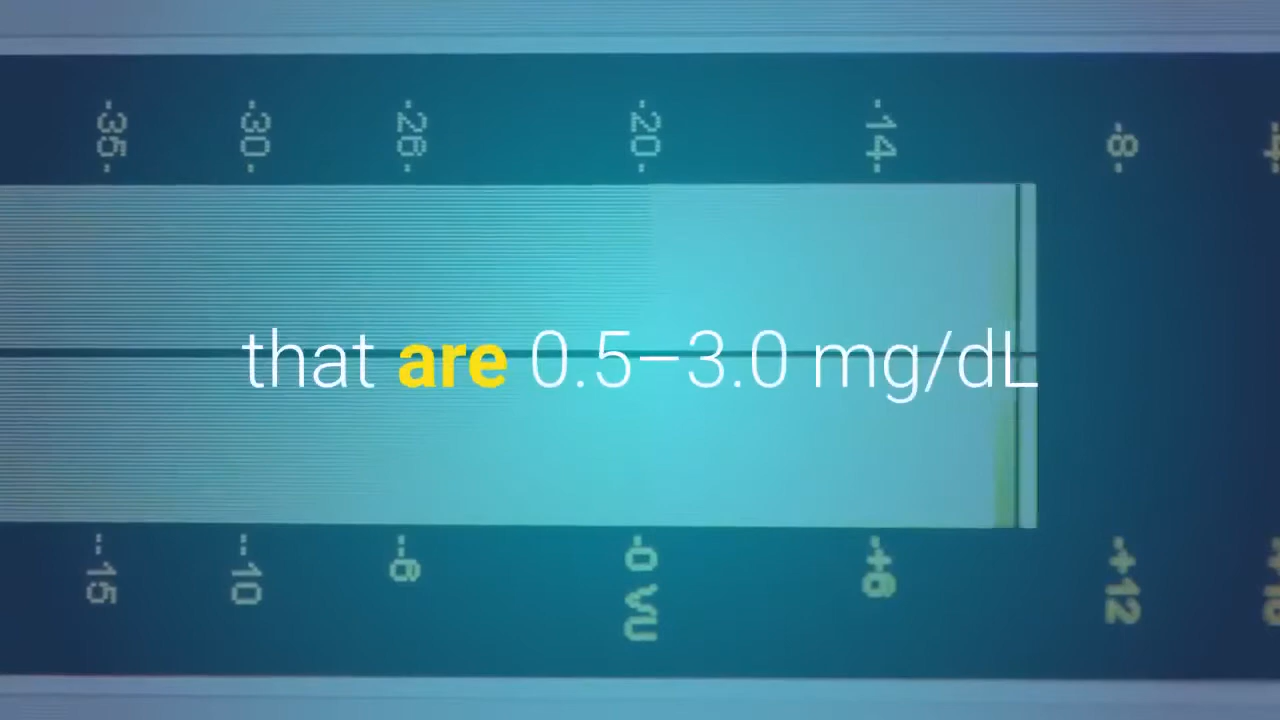 -35- -30- -26- -20- -14- -8-
that are 0.5–3.0 mg/dL
--15 --10 --6 -0 VU -+6 -+12